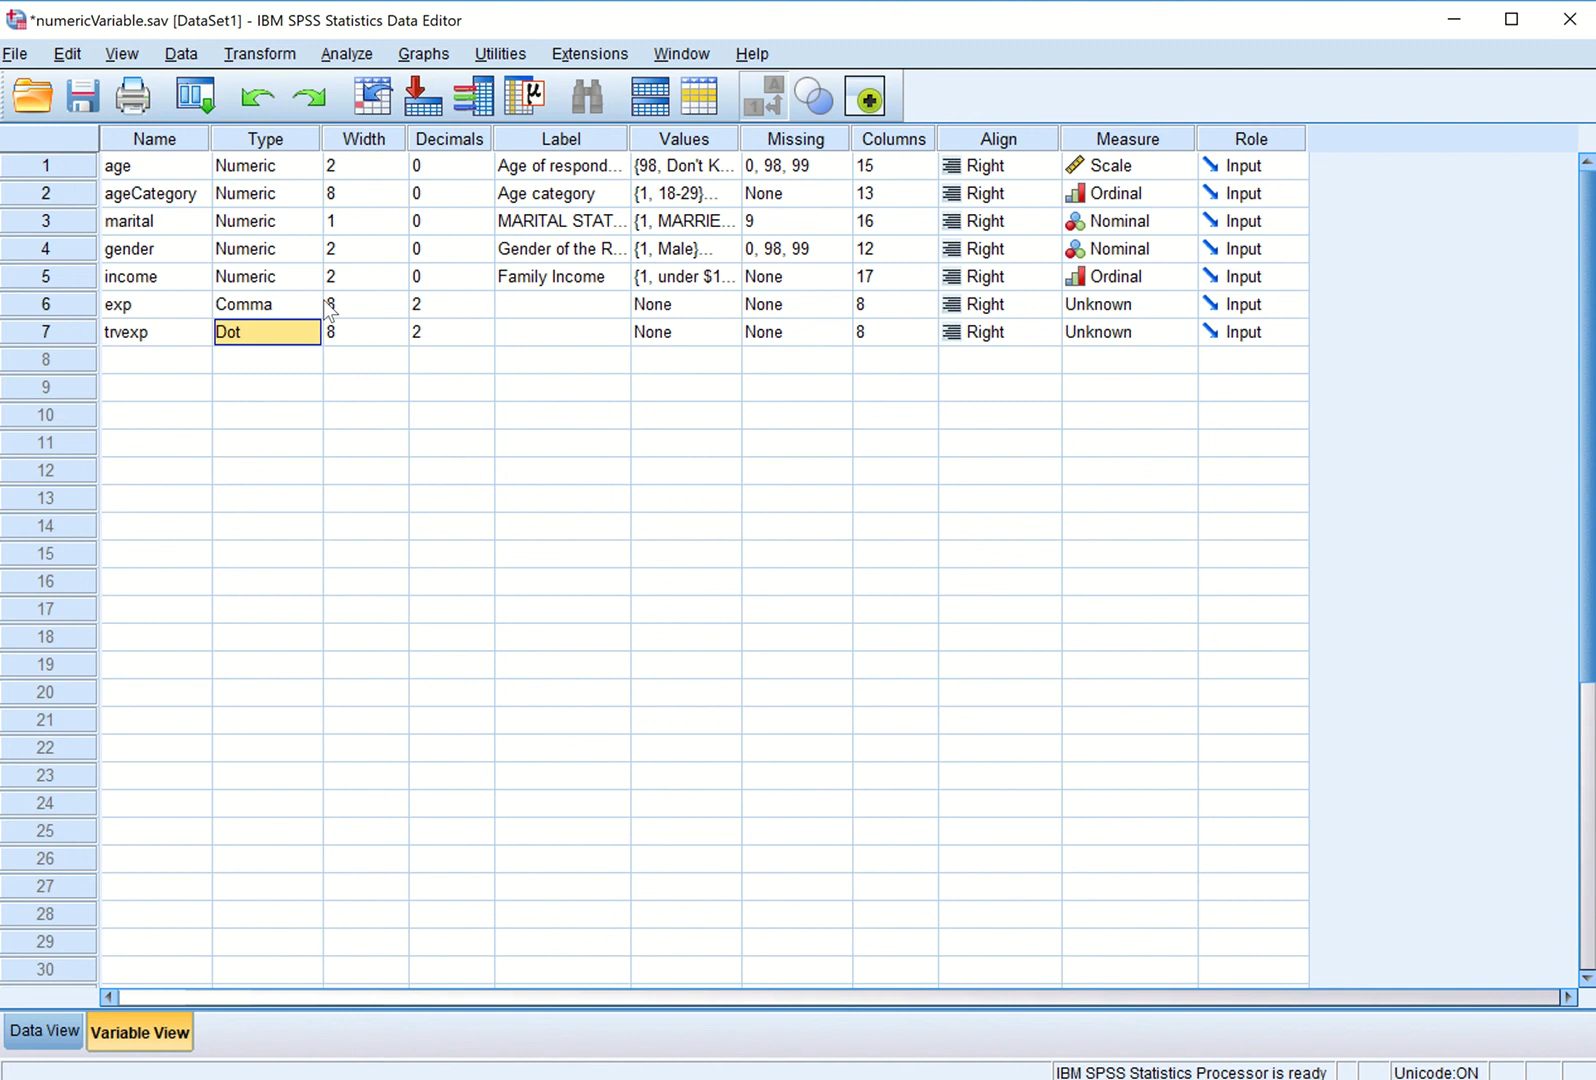 *numericVariable.sav [DataSet1] - IBM SPSS Statistics Data Editor
File Edit View Data Transform Analyze Graphs Utilities Extensions Window Help
Name Type Width Decimals Label Values Missing Columns Align Measure Role
1 age Numeric 2 0 Age of respond... {98, Don't K... 0, 98, 99 15 Right Scale Input
2 ageCategory Numeric 8 0 Age category {1, 18-29}... None 13 Right Ordinal Input
3 marital Numeric 1 0 MARITAL STAT... {1, MARRIE... 9 16 Right Nominal Input
4 gender Numeric 2 0 Gender of the R... {1, Male}... 0, 98, 99 12 Right Nominal Input
5 income Numeric 2 0 Family Income {1, under $1... None 17 Right Ordinal Input
6 exp Comma 8 2 None None 8 Right Unknown Input
7 trvexp Dot 8 2 None None 8 Right Unknown Input
8
9
10
11
12
13
14
15
16
17
18
19
20
21
22
23
24
25
26
27
28
29
30
Data View Variable View
IBM SPSS Statistics Processor is ready Unicode:ON